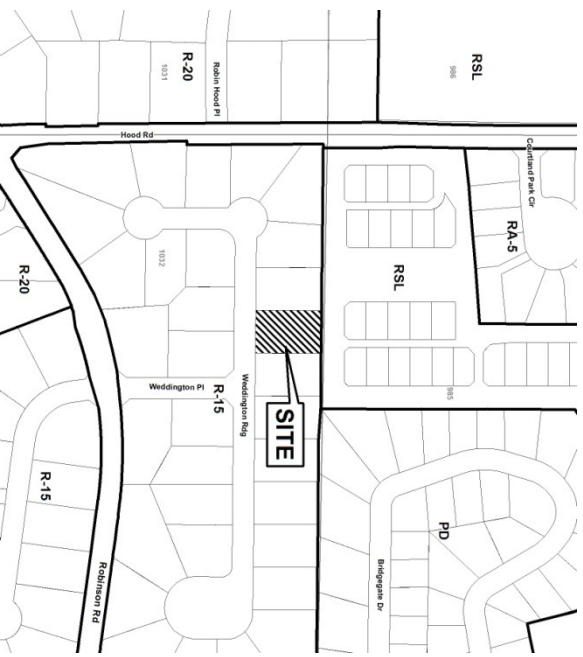 RSL
986
R-20
1031
Robin Hood Pl
Hood Rd
Courtland Park Cir
RA-5
RSL
985
1032
R-20
Weddington Pl
R-15
Weddington Rdg
SITE
PD
Bridgegate Dr
R-15
Robinson Rd